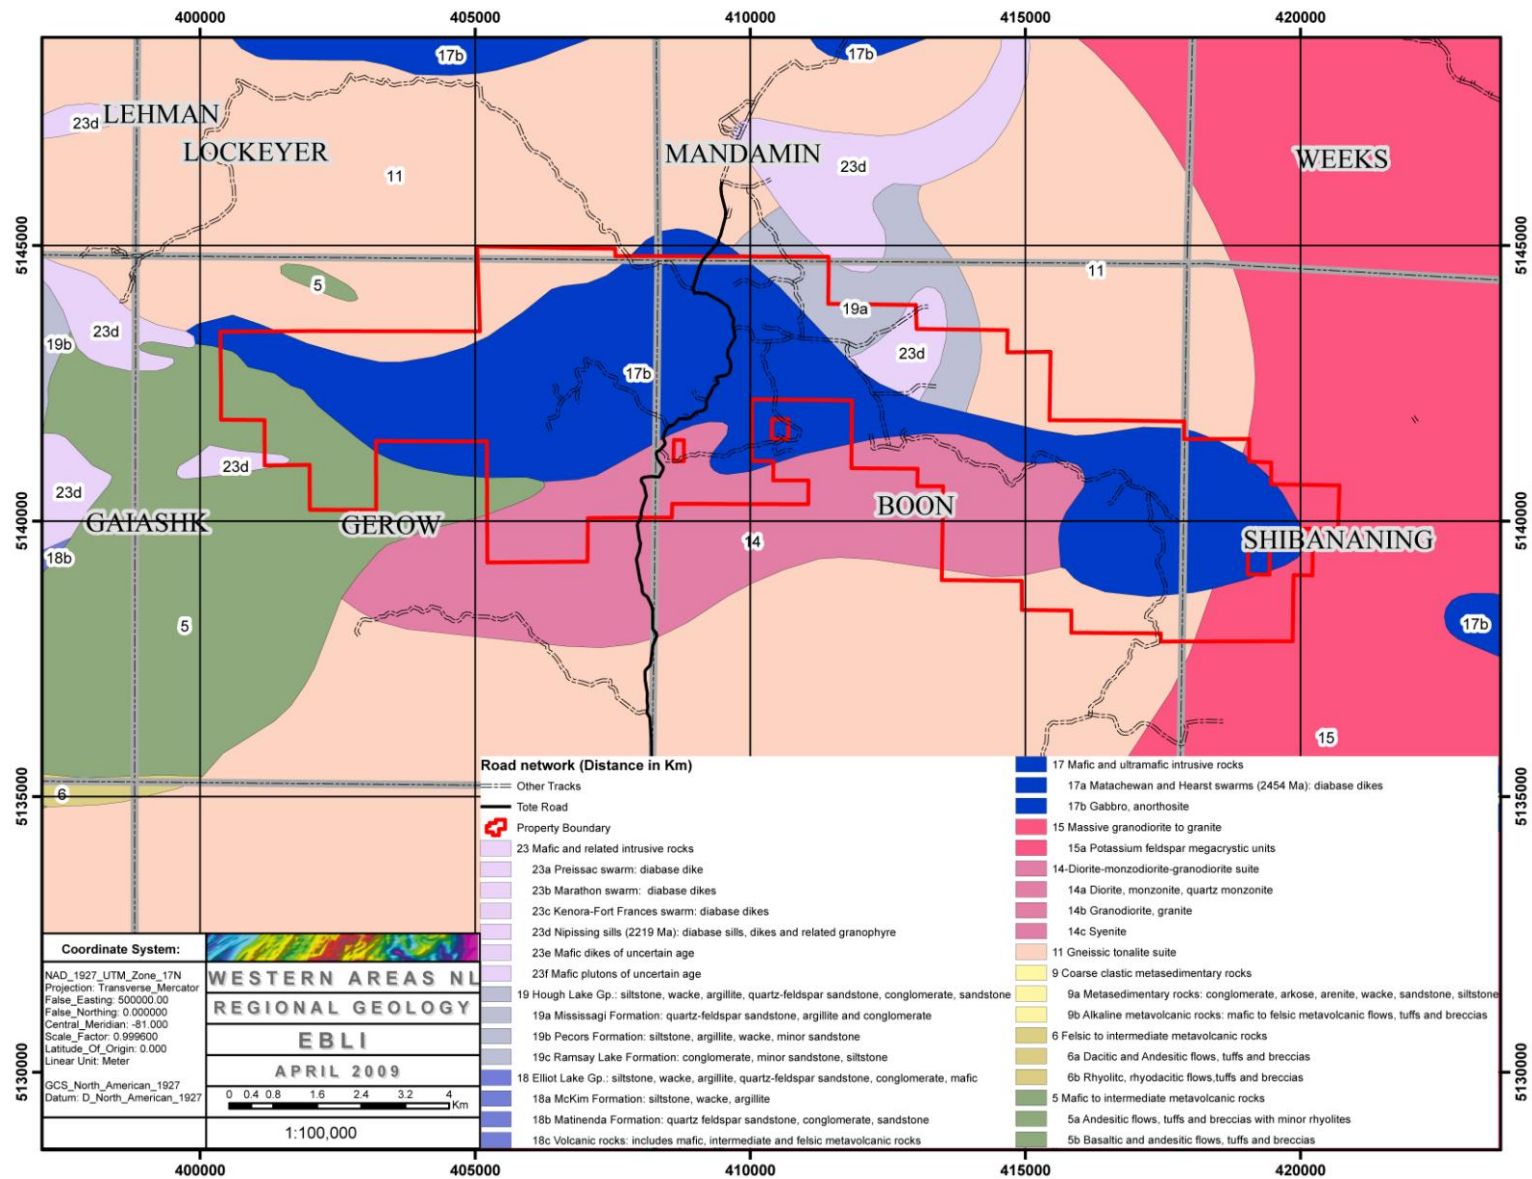 400000 405000 410000 415000 420000
17b
17b
23d
LEHMAN
LOCKEYER
MANDAMIN
WEEKS
23d
11
5145000
5145000
11
5
19a
23d
19b
23d
17b
23d
23d
5140000
5140000
GAIASHK
GEROW
BOON
SHIBANANING
14
18b
5
17b
15
5135000
5135000
6
5130000
5130000
Road network (Distance in Km)
Other Tracks
Tote Road
Property Boundary
23 Mafic and related intrusive rocks
23a Preissac swarm: diabase dike
23b Marathon swarm: diabase dikes
23c Kenora-Fort Frances swarm: diabase dikes
23d Nipissing sills (2219 Ma): diabase sills, dikes and related granophyre
23e Mafic dikes of uncertain age
23f Mafic plutons of uncertain age
19 Hough Lake Gp.: siltstone, wacke, argillite, quartz-feldspar sandstone, conglomerate, sandstone
19a Mississagi Formation: quartz-feldspar sandstone, argillite and conglomerate
19b Pecors Formation: siltstone, argillite, wacke, minor sandstone
19c Ramsay Lake Formation: conglomerate, minor sandstone, siltstone
18 Elliot Lake Gp.: siltstone, wacke, argillite, quartz-feldspar sandstone, conglomerate, mafic
18a McKim Formation: siltstone, wacke, argillite
18b Matinenda Formation: quartz feldspar sandstone, conglomerate, sandstone
18c Volcanic rocks: includes mafic, intermediate and felsic metavolcanic rocks
17 Mafic and ultramafic intrusive rocks
17a Matachewan and Hearst swarms (2454 Ma): diabase dikes
17b Gabbro, anorthosite
15 Massive granodiorite to granite
15a Potassium feldspar megacrystic units
14-Diorite-monzodiorite-granodiorite suite
14a Diorite, monzonite, quartz monzonite
14b Granodiorite, granite
14c Syenite
11 Gneissic tonalite suite
9 Coarse clastic metasedimentary rocks
9a Metasedimentary rocks: conglomerate, arkose, arenite, wacke, sandstone, siltstone
9b Alkaline metavolcanic rocks: mafic to felsic metavolcanic flows, tuffs and breccias
6 Felsic to intermediate metavolcanic rocks
6a Dacitic and Andesitic flows, tuffs and breccias
6b Rhyolitc, rhyodacitic flows,tuffs and breccias
5 Mafic to intermediate metavolcanic rocks
5a Andesitic flows, tuffs and breccias with minor rhyolites
5b Basaltic and andesitic flows, tuffs and breccias
Coordinate System:
NAD_1927_UTM_Zone_17N
Projection: Transverse_Mercator
False_Easting: 500000.00
False_Northing: 0.000000
Central_Meridian: -81.000
Scale_Factor: 0.999600
Latitude_Of_Origin: 0.000
Linear Unit: Meter
GCS_North_American_1927
Datum: D_North_American_1927
WESTERN AREAS NL
REGIONAL GEOLOGY
EBLI
APRIL 2009
0 0.4 0.8 1.6 2.4 3.2 4
Km
1:100,000
400000 405000 410000 415000 420000